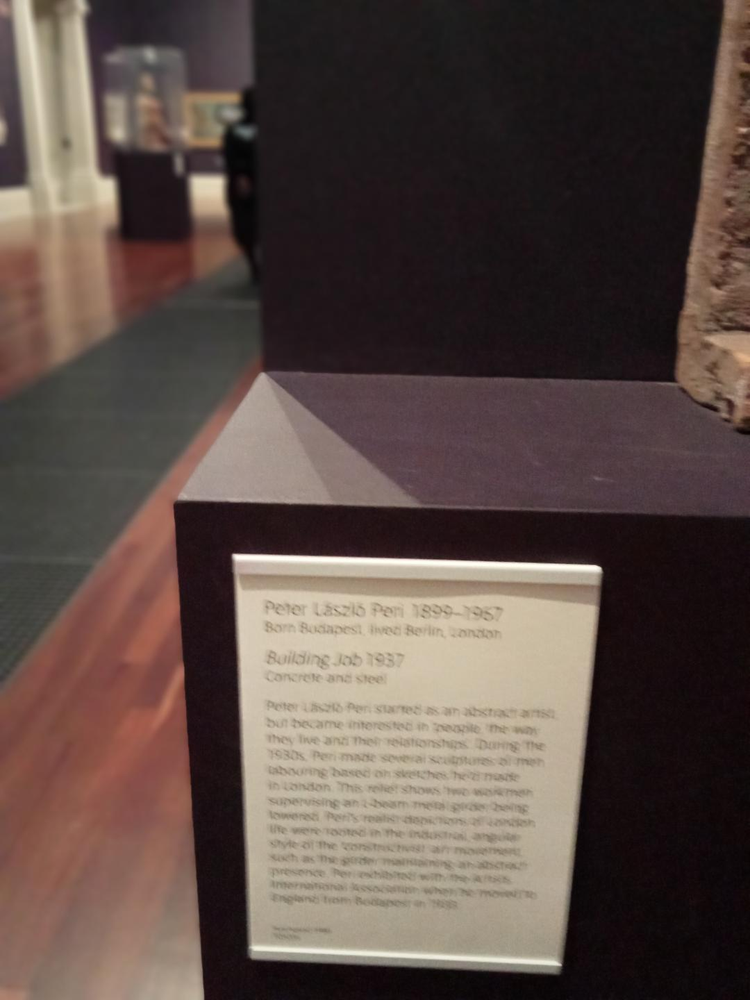 Peter László Peri 1899–1967
Born Budapest, lived Berlin, London
Building Job 1937
Concrete and steel
Peter László Peri started as an abstract artist,
but became interested in 'people, the way
they live and their relationships.' During the
1930s, Peri made several sculptures of men
labouring based on sketches he'd made
in London. This relief shows two workmen
supervising an L-beam metal girder being
lowered. Peri's realist depictions of London
life were rooted in the industrial, angular
style of the 'constructivist' art movement,
such as the girder maintaining an abstract
presence. Peri exhibited with the Artists
International Association when he moved to
England from Budapest in